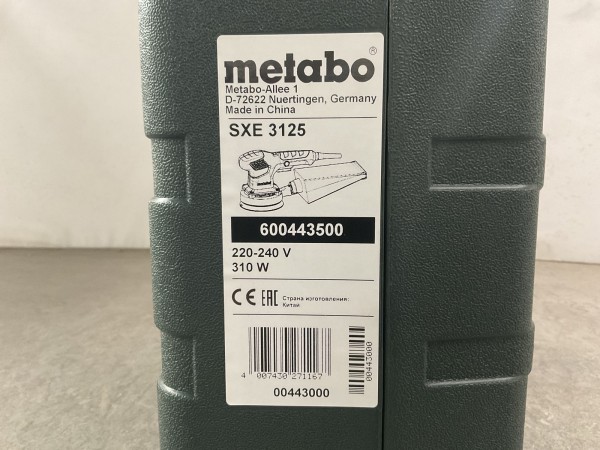 metabo®
Metabo-Allee 1
D-72622 Nuertingen, Germany
Made in China
SXE 3125
600443500
220-240 V
310 W
CE EAC Страна изготовления:
Китай
4 007430 271167
00443000
00443000